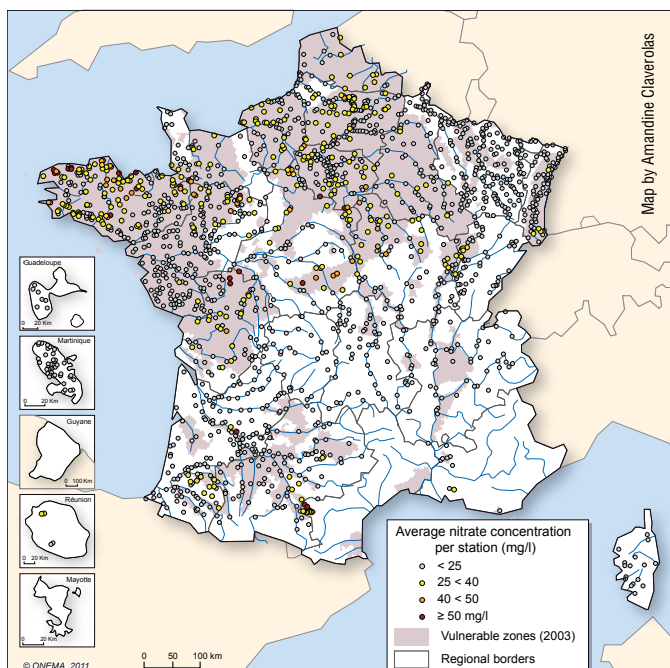 Map by Amandine Claverolas
Guadeloupe
0 20 Km
Martinique
0 20 Km
Guyane
0 100 Km
Réunion
0 20 Km
Mayotte
0 20 Km
Average nitrate concentration
per station (mg/l)
< 25
25 < 40
40 < 50
≥ 50 mg/l
Vulnerable zones (2003)
Regional borders
0 50 100 km
© ONEMA, 2011